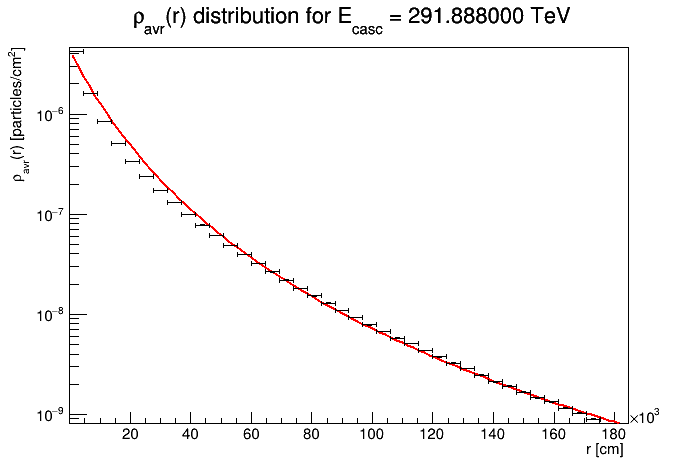 ρavr(r) distribution for Ecasc = 291.888000 TeV
ρavr(r) [particles/cm²]
10⁻⁶
10⁻⁷
10⁻⁸
10⁻⁹
20 40 60 80 100 120 140 160 180
×10³
r [cm]